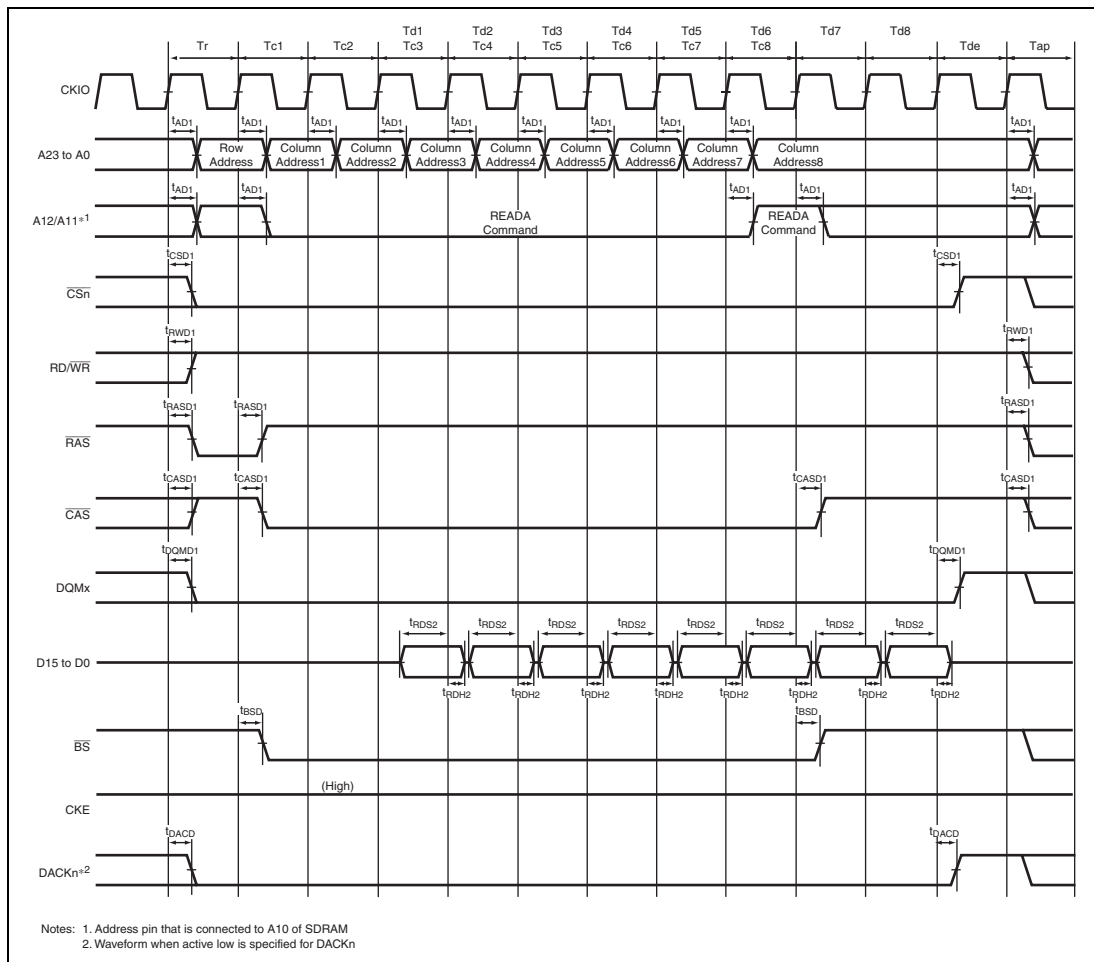 Td1 Td2 Td3 Td4 Td5 Td6 Td7 Td8
Tr Tc1 Tc2 Tc3 Tc4 Tc5 Tc6 Tc7 Tc8 Tde Tap
CKIO
tAD1 tAD1 tAD1 tAD1 tAD1 tAD1 tAD1 tAD1 tAD1 tAD1
A23 to A0
Row Address
Column Address1
Column Address2
Column Address3
Column Address4
Column Address5
Column Address6
Column Address7
Column Address8
tAD1 tAD1 tAD1 tAD1 tAD1
A12/A11*1
READA Command
READA Command
tCSD1 tCSD1
CSn
tRWD1 tRWD1
RD/WR
tRASD1 tRASD1 tRASD1
RAS
tCASD1 tCASD1 tCASD1 tCASD1
CAS
tDQMD1 tDQMD1
DQMx
tRDS2 tRDS2 tRDS2 tRDS2 tRDS2 tRDS2 tRDS2 tRDS2
D15 to D0
tRDH2 tRDH2 tRDH2 tRDH2 tRDH2 tRDH2 tRDH2 tRDH2
tBSD tBSD
BS
(High)
CKE
tDACD tDACD
DACKn*2
Notes: 1. Address pin that is connected to A10 of SDRAM
2. Waveform when active low is specified for DACKn